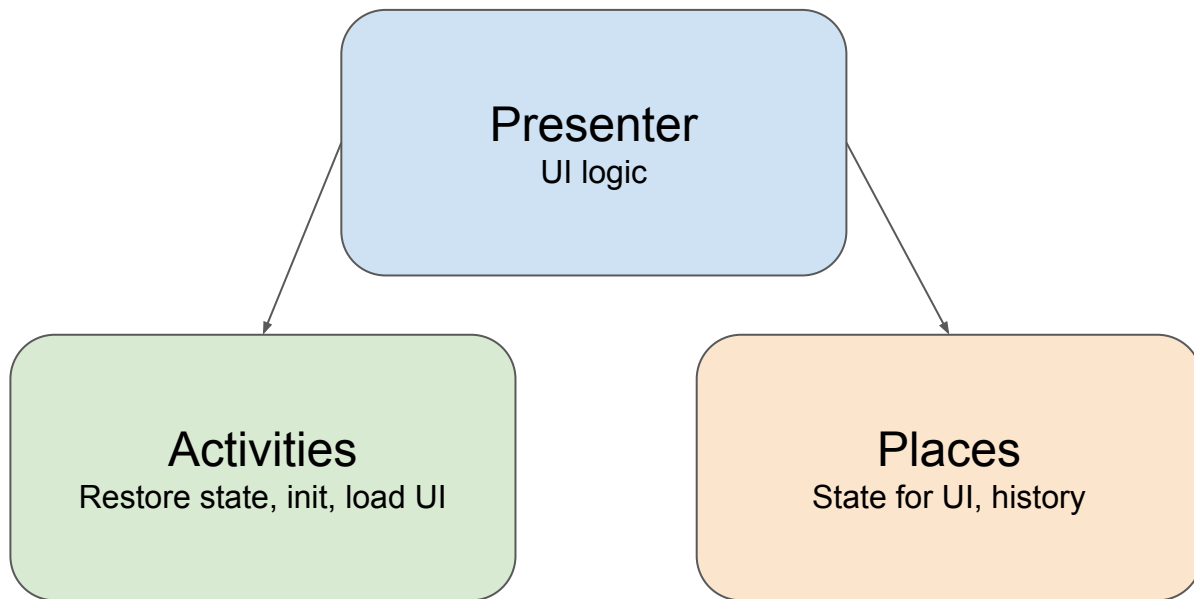 Presenter
UI logic
Activities
Restore state, init, load UI
Places
State for UI, history